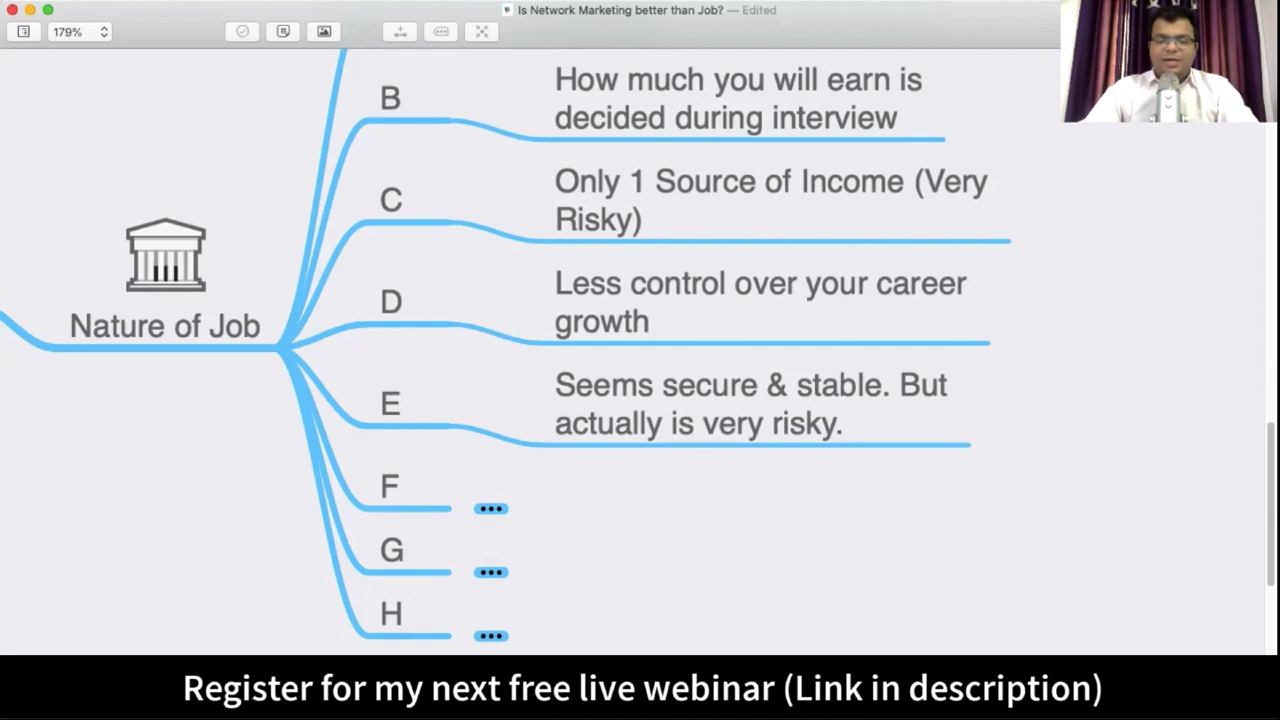 Is Network Marketing better than Job? — Edited
179%
B
How much you will earn is
decided during interview
C
Only 1 Source of Income (Very
Risky)
D
Less control over your career
growth
Nature of Job
E
Seems secure & stable. But
actually is very risky.
F
G
H
Register for my next free live webinar (Link in description)